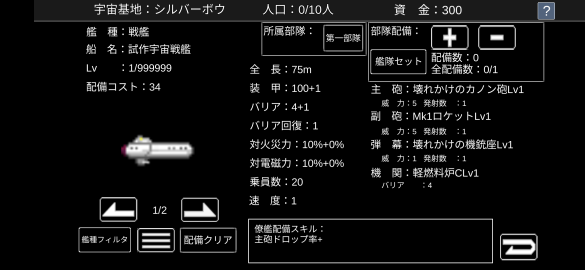 宇宙基地：シルバーボウ 人口：0/10人 資 金：300 ?
艦 種：戦艦
船 名：試作宇宙戦艦
Lv ：1/999999
配備コスト：34
1/2
艦種フィルタ
配備クリア
所属部隊：
第一部隊
全 長：75m
装 甲：100+1
バリア：4+1
バリア回復：1
対火災力：10%+0%
対電磁力：10%+0%
乗員数：20
速 度：1
部隊配備：
艦隊セット
配備数：0
全配備数：0/1
主 砲：壊れかけのカノン砲Lv1
威 力：5 発射数 ：1
副 砲：Mk1ロケットLv1
威 力：5 発射数 ：1
弾 幕：壊れかけの機銃座Lv1
威 力：1 発射数 ：1
機 関：軽燃料炉CLv1
バリア ：4
僚艦配備スキル：
主砲ドロップ率+